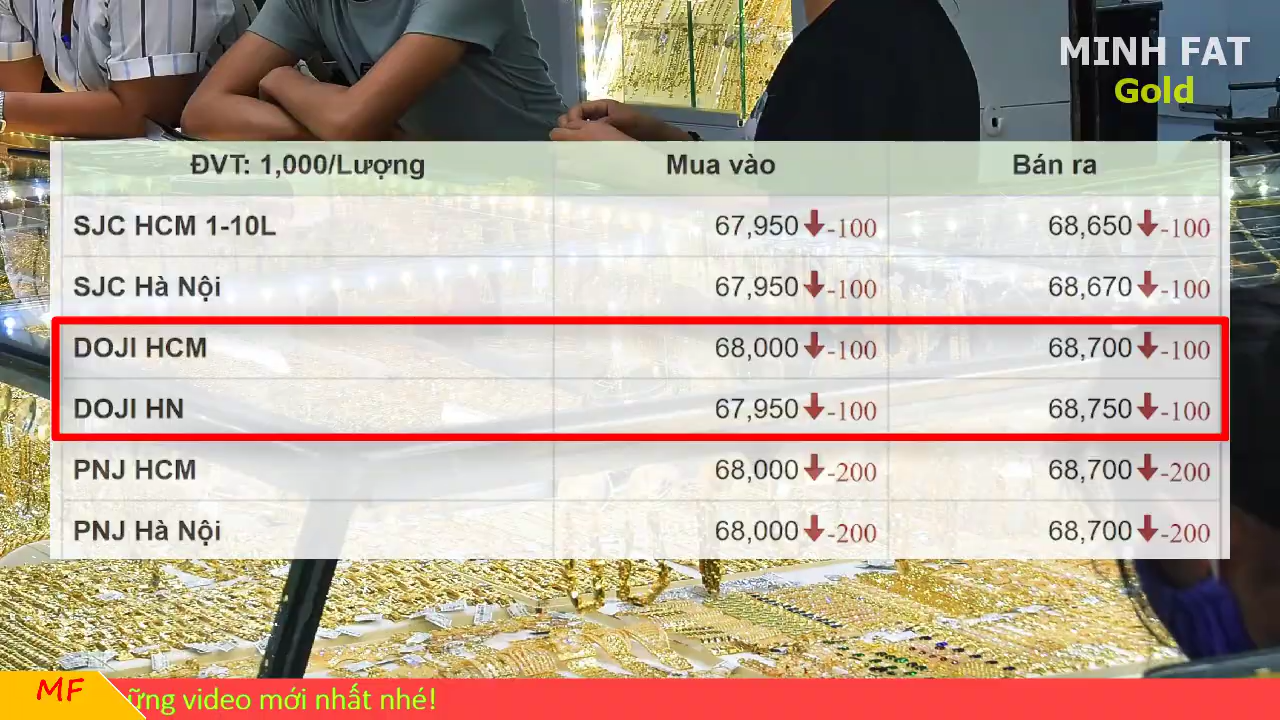 MINH FAT
Gold
ĐVT: 1,000/Lượng Mua vào Bán ra
SJC HCM 1-10L 67,950 -100 68,650 -100
SJC Hà Nội 67,950 -100 68,670 -100
DOJI HCM 68,000 -100 68,700 -100
DOJI HN 67,950 -100 68,750 -100
PNJ HCM 68,000 -200 68,700 -200
PNJ Hà Nội 68,000 -200 68,700 -200
MF
video mới nhất nhé!